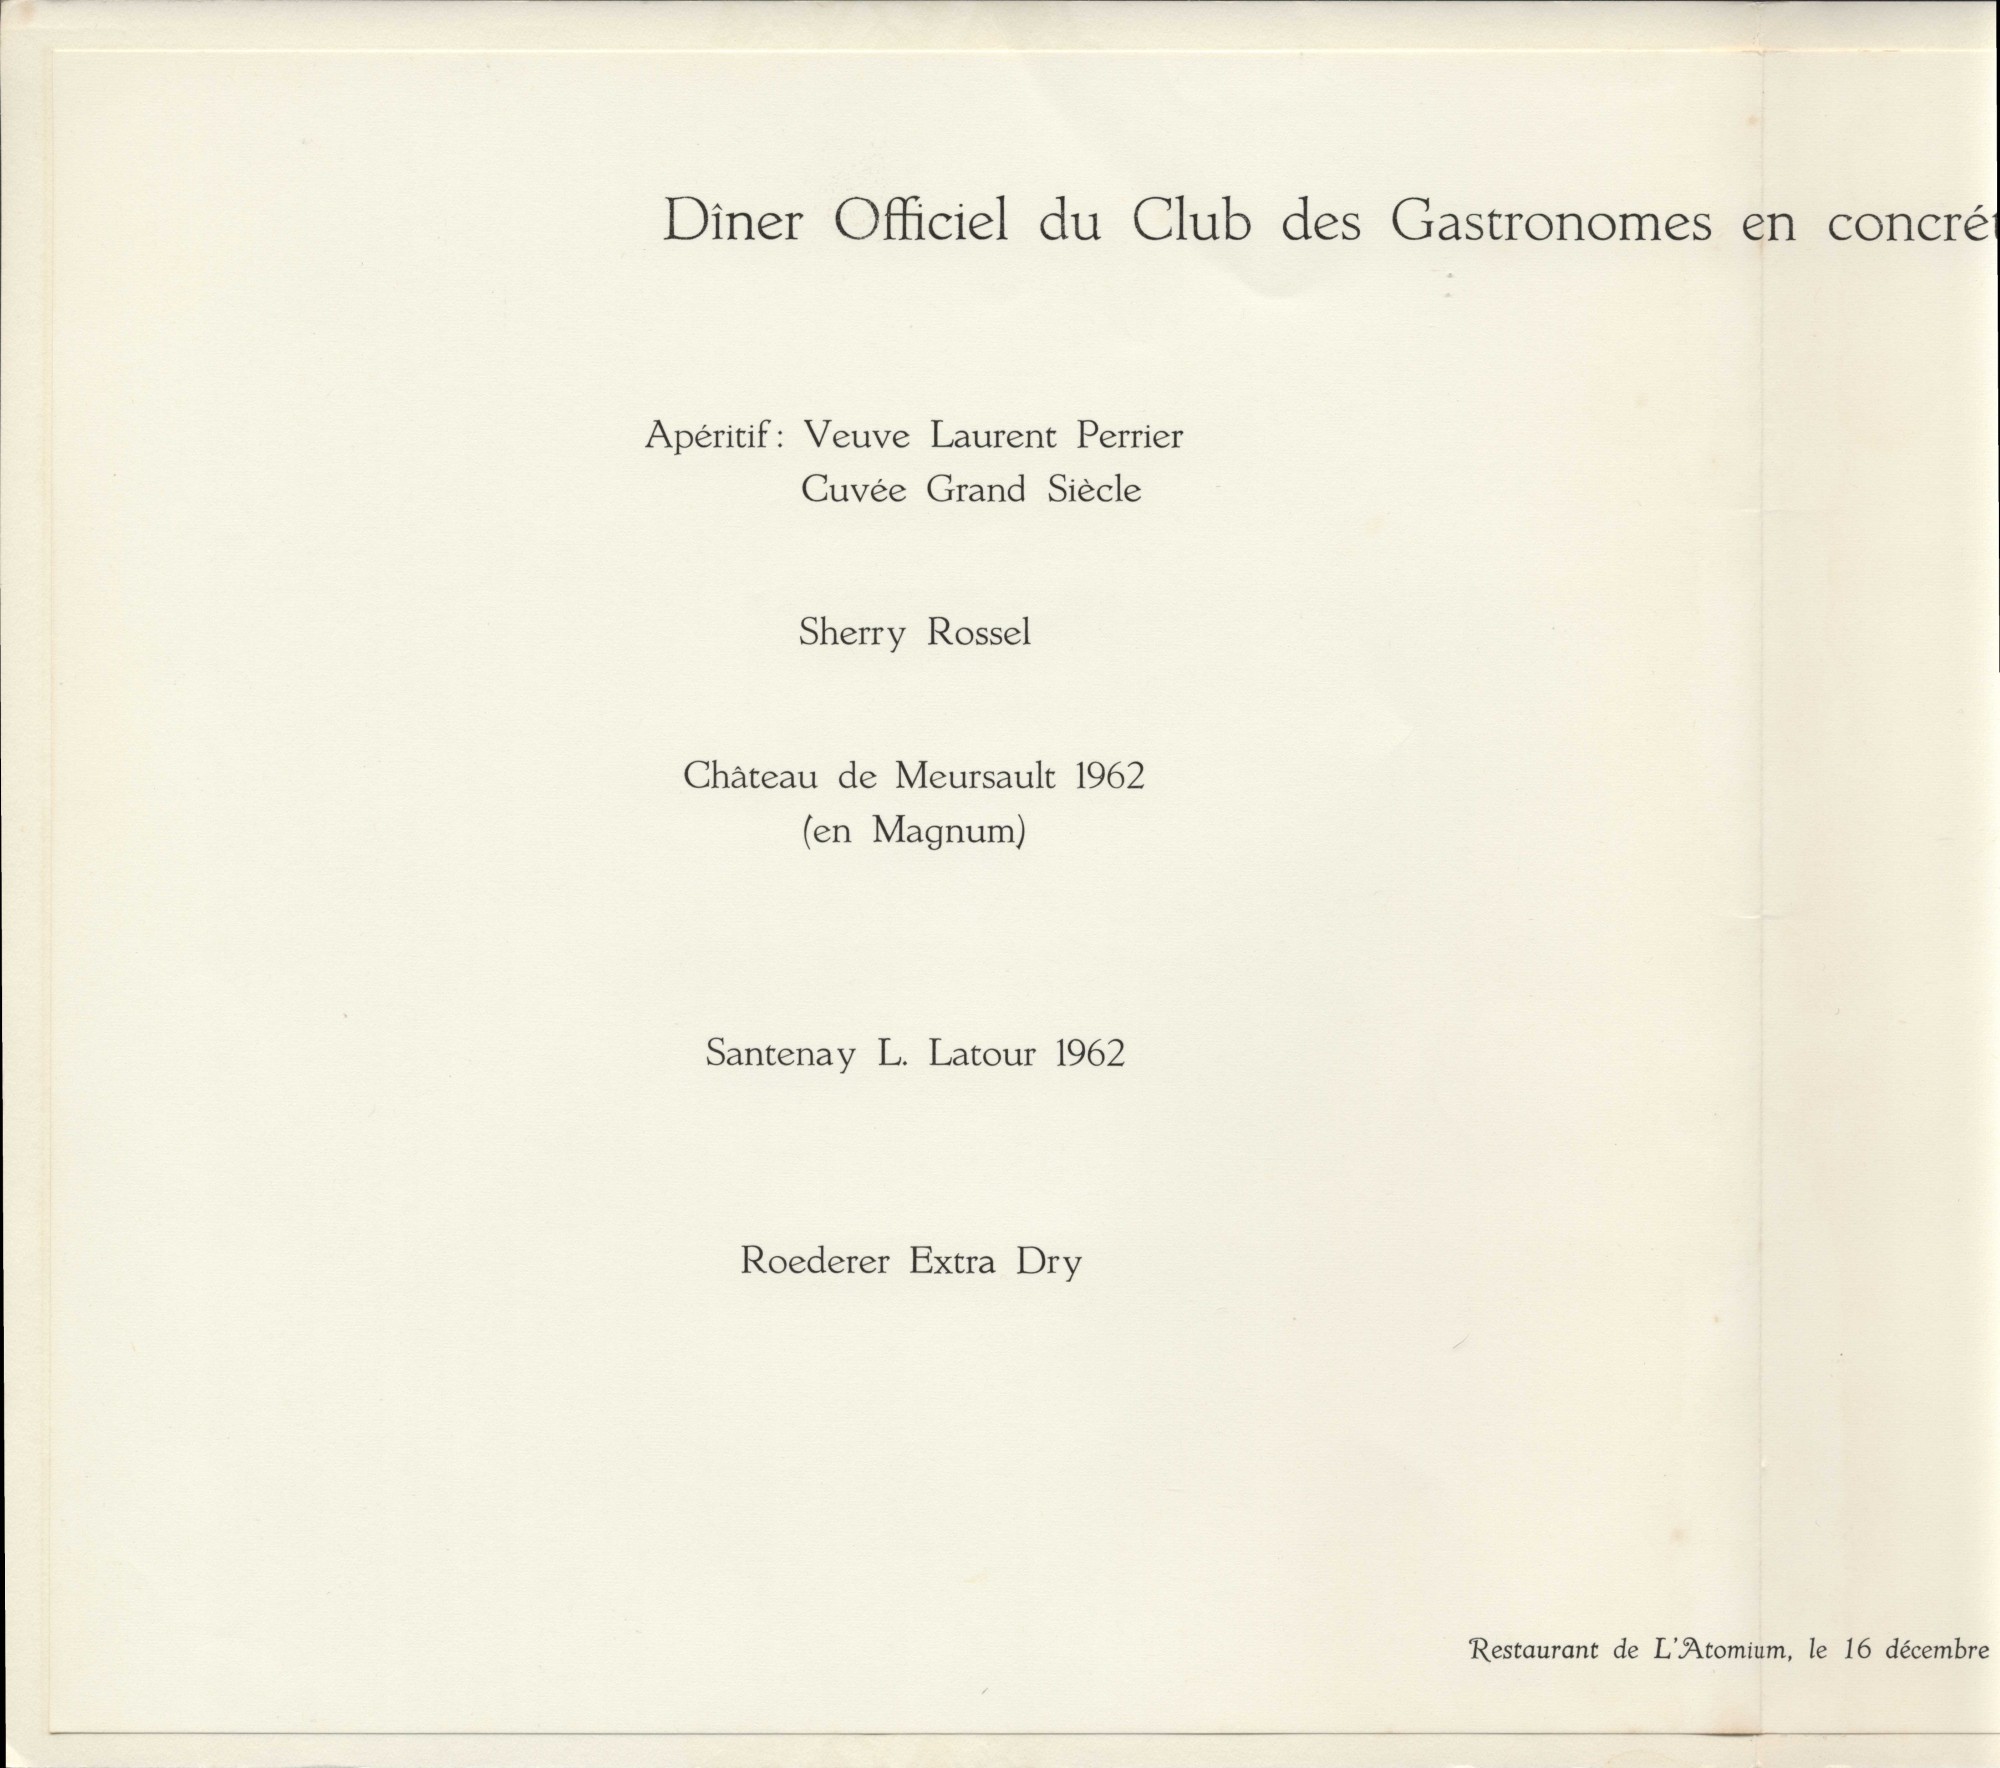 Dîner Officiel du Club des Gastronomes en
Apéritif: Veuve Laurent Perrier
Cuvée Grand Siècle
Sherry Rossel
Château de Meursault 1962
(en Magnum)
Santenay L. Latour 1962
Roederer Extra Dry
Restaurant de L'Atomium, le 16 décembre